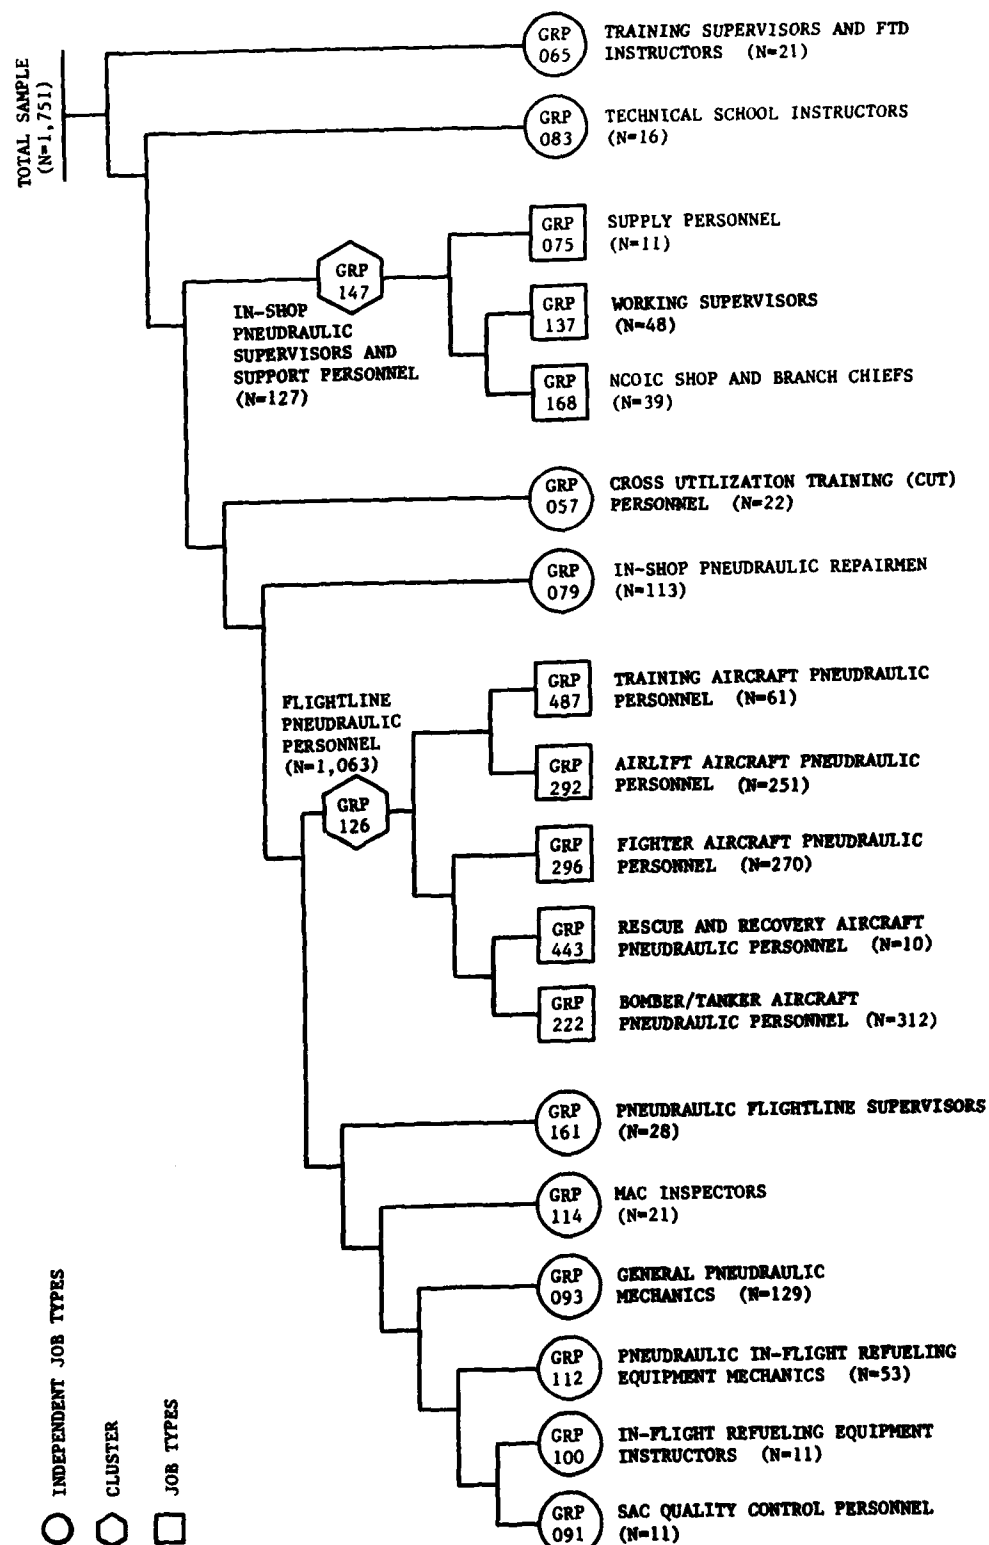 TOTAL SAMPLE
(N=1,751)
GRP
065
TRAINING SUPERVISORS AND FTD
INSTRUCTORS (N=21)
GRP
083
TECHNICAL SCHOOL INSTRUCTORS
(N=16)
GRP
147
IN-SHOP
PNEUDRAULIC
SUPERVISORS AND
SUPPORT PERSONNEL
(N=127)
GRP
075
SUPPLY PERSONNEL
(N=11)
GRP
137
WORKING SUPERVISORS
(N=48)
GRP
168
NCOIC SHOP AND BRANCH CHIEFS
(N=39)
GRP
057
CROSS UTILIZATION TRAINING (CUT)
PERSONNEL (N=22)
GRP
079
IN-SHOP PNEUDRAULIC REPAIRMEN
(N=113)
FLIGHTLINE
PNEUDRAULIC
PERSONNEL
(N=1,063)
GRP
126
GRP
487
TRAINING AIRCRAFT PNEUDRAULIC
PERSONNEL (N=61)
GRP
292
AIRLIFT AIRCRAFT PNEUDRAULIC
PERSONNEL (N=251)
GRP
296
FIGHTER AIRCRAFT PNEUDRAULIC
PERSONNEL (N=270)
GRP
443
RESCUE AND RECOVERY AIRCRAFT
PNEUDRAULIC PERSONNEL (N=10)
GRP
222
BOMBER/TANKER AIRCRAFT
PNEUDRAULIC PERSONNEL (N=312)
GRP
161
PNEUDRAULIC FLIGHTLINE SUPERVISORS
(N=28)
GRP
114
MAC INSPECTORS
(N=21)
GRP
093
GENERAL PNEUDRAULIC
MECHANICS (N=129)
GRP
112
PNEUDRAULIC IN-FLIGHT REFUELING
EQUIPMENT MECHANICS (N=53)
GRP
100
IN-FLIGHT REFUELING EQUIPMENT
INSTRUCTORS (N=11)
GRP
091
SAC QUALITY CONTROL PERSONNEL
(N=11)
INDEPENDENT JOB TYPES
CLUSTER
JOB TYPES